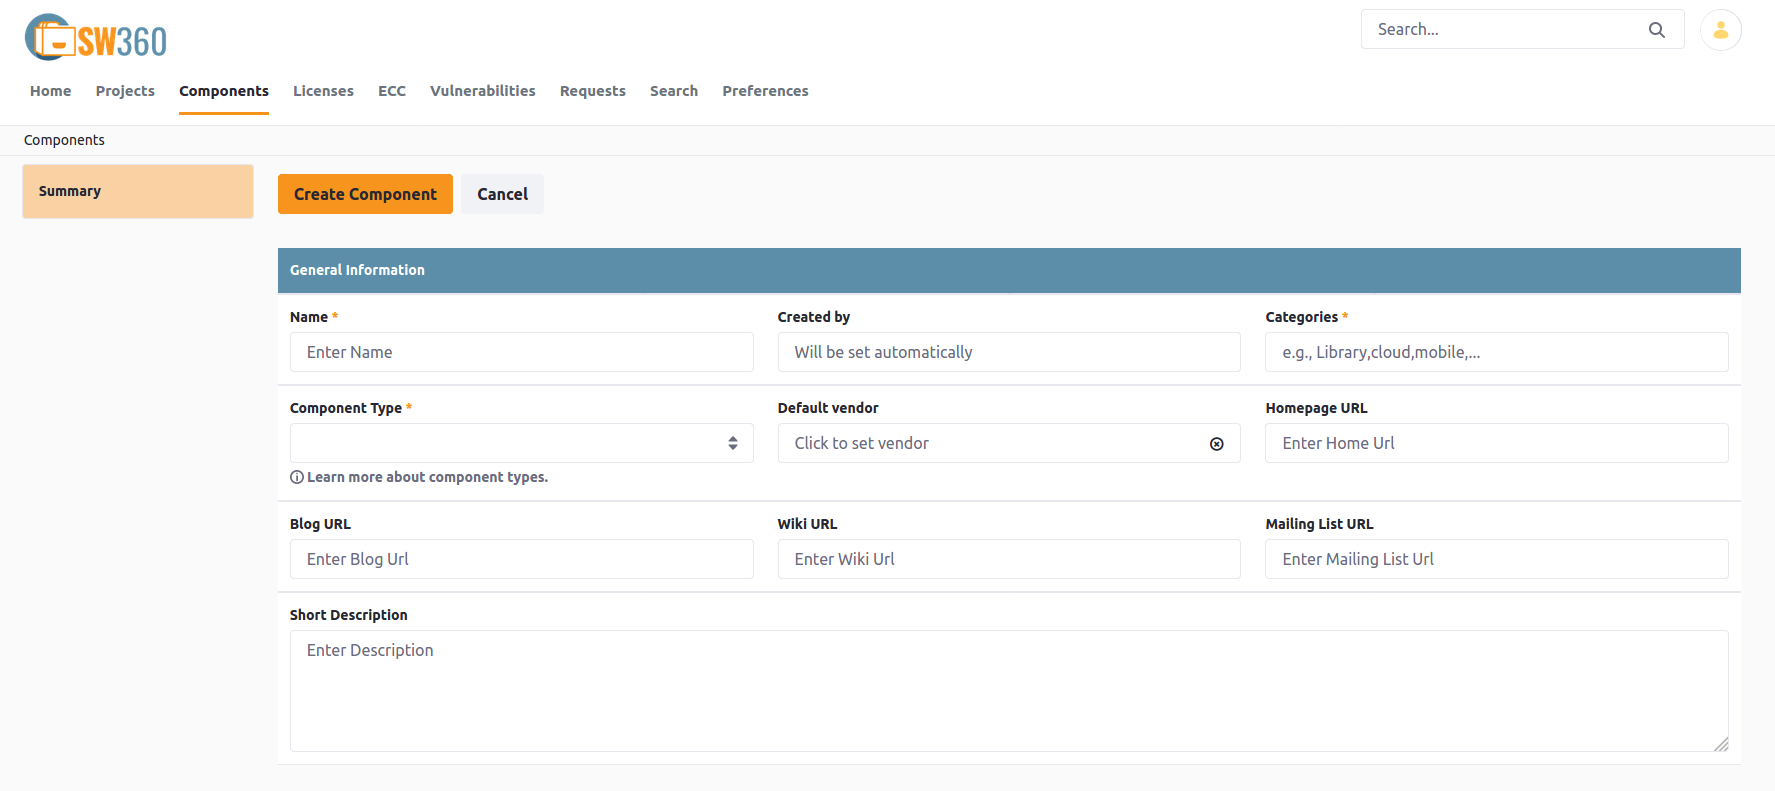 SW360
Search...
Home Projects Components Licenses ECC Vulnerabilities Requests Search Preferences
Components
Summary
Create Component Cancel
General Information
Name * Created by Categories *
Enter Name Will be set automatically e.g., Library,cloud,mobile,...
Component Type * Default vendor Homepage URL
Click to set vendor Enter Home Url
Learn more about component types.
Blog URL Wiki URL Mailing List URL
Enter Blog Url Enter Wiki Url Enter Mailing List Url
Short Description
Enter Description